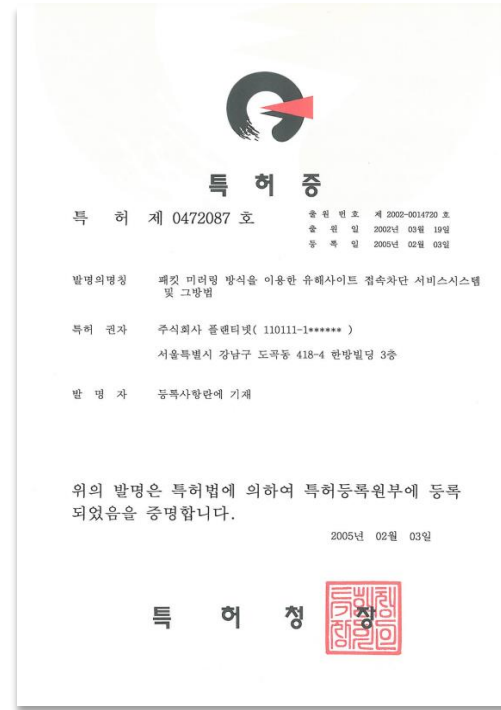 특 허 증
특 허 제 0472087 호
출 원 번 호 제 2002-0014720 호
출 원 일 2002년 03월 19일
등 록 일 2005년 02월 03일
발명의명칭 패킷 미러링 방식을 이용한 유해사이트 접속차단 서비스시스템
및 그방법
특허 권자 주식회사 플랜티넷( 110111-1****** )
서울특별시 강남구 도곡동 418-4 한방빌딩 3층
발 명 자 등록사항란에 기재
위의 발명은 특허법에 의하여 특허등록원부에 등록
되었음을 증명합니다.
2005년 02월 03일
특 허 청 장